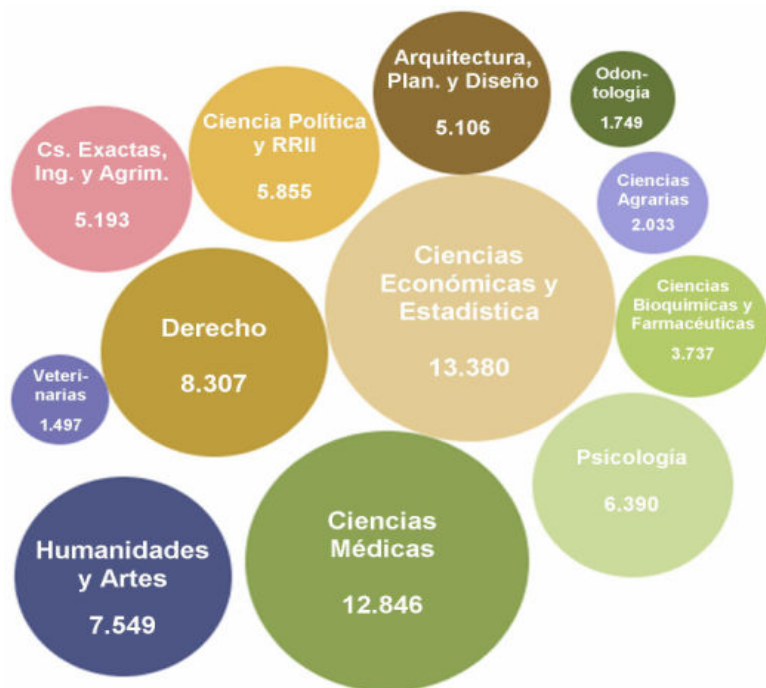 Arquitectura,
Plan. y Diseño
5.106
Odon-
tología
1.749
Ciencia Política
y RRII
5.855
Cs. Exactas,
Ing. y Agrim.
5.193
Ciencias
Agrarias
2.033
Ciencias
Económicas y
Estadística
13.380
Ciencias
Bioquimicas y
Farmacéuticas
3.737
Derecho
8.307
Veteri-
narias
1.497
Psicología
6.390
Ciencias
Médicas
12.846
Humanidades
y Artes
7.549